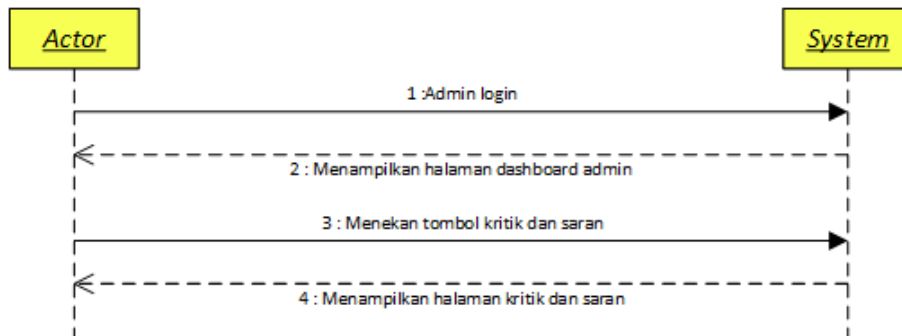 Actor
System
1 :Admin login
2 : Menampilkan halaman dashboard admin
3 : Menekan tombol kritik dan saran
4 : Menampilkan halaman kritik dan saran